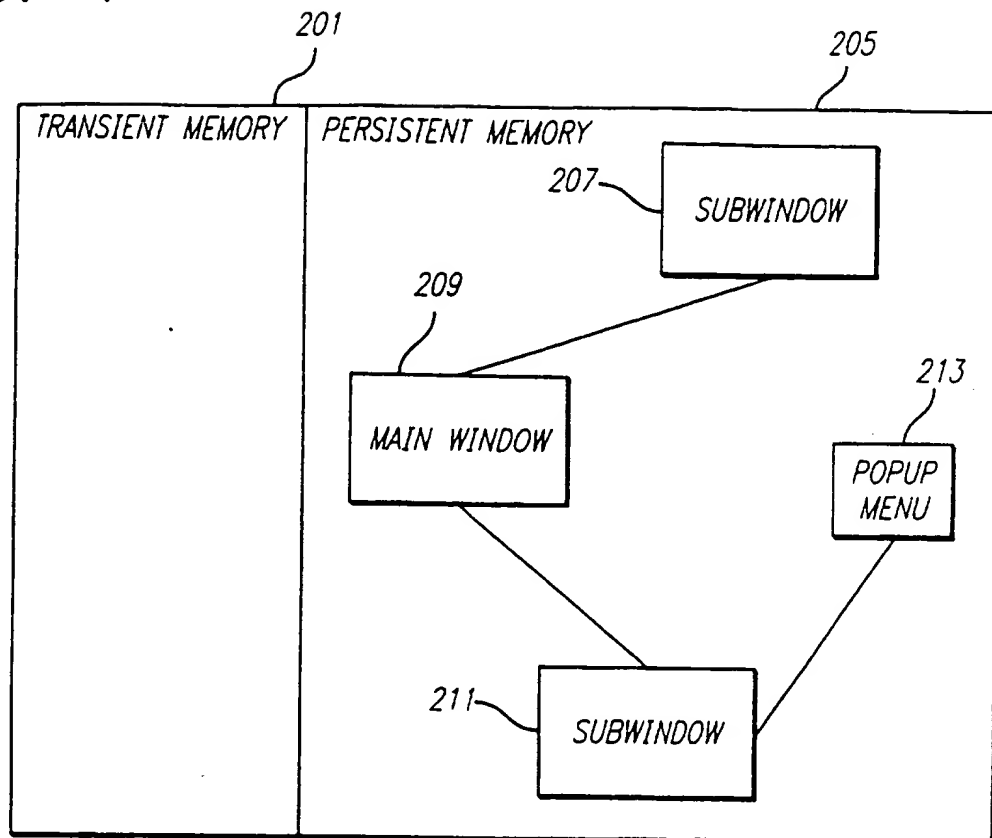 201
205
TRANSIENT MEMORY
PERSISTENT MEMORY
207
SUBWINDOW
209
MAIN WINDOW
213
POPUP
MENU
211
SUBWINDOW